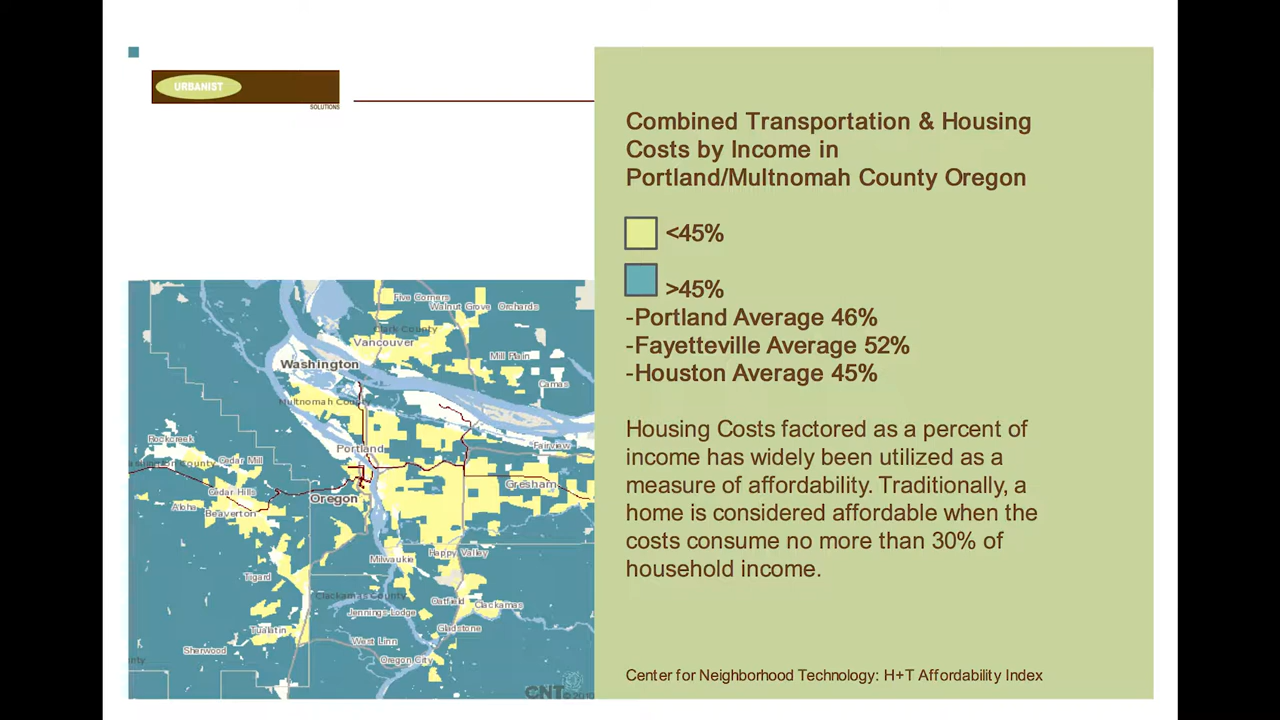 URBANIST
SOLUTIONS
Combined Transportation & Housing
Costs by Income in
Portland/Multnomah County Oregon
<45%
>45%
-Portland Average 46%
-Fayetteville Average 52%
-Houston Average 45%
Housing Costs factored as a percent of
income has widely been utilized as a
measure of affordability. Traditionally, a
home is considered affordable when the
costs consume no more than 30% of
household income.
Center for Neighborhood Technology: H+T Affordability Index
Five Corners
Walnut Grove Orchards
Clark County
Vancouver
Mill Plain
Washington
Camas
Multnomah County
Rockcreek
Portland
Fairview
Cedar Mill
County
Gresham
Cedar Hills
Oregon
Aloha
Beaverton
Happy Valley
Milwaukie
Tigard
Clackamas County
Oatfield
Clackamas
Jennings Lodge
Tualatin
Gladstone
West Linn
Sherwood
Oregon City
unty
CNT